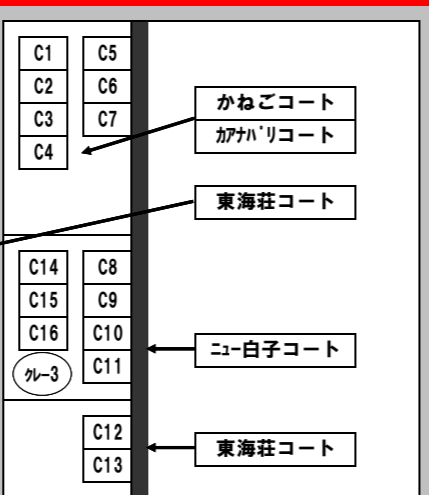 C1 C5
C2 C6
C3 C7
C4
かねごコート
カアナパリコート
東海荘コート
C14 C8
C15 C9
C16 C10
クレー3 C11
ニュー白子コート
C12
C13
東海荘コート